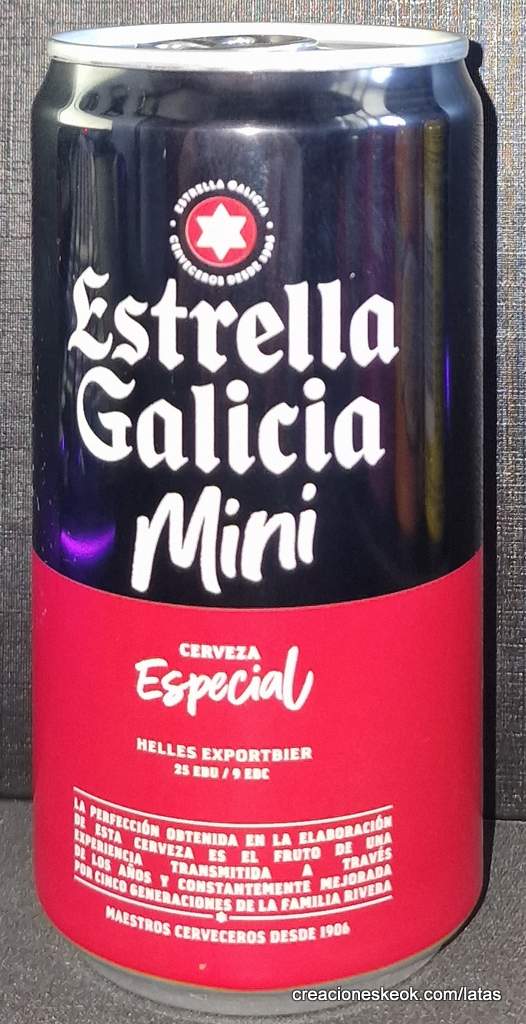 ESTRELLA GALICIA
CERVECEROS DESDE 1906
Estrella
Galicia
Mini
CERVEZA
Especial
HELLES EXPORTBIER
25 EBU / 9 EBC
LA PERFECCIÓN OBTENIDA EN LA ELABORACIÓN
DE ESTA CERVEZA ES EL FRUTO DE UNA
EXPERIENCIA TRANSMITIDA A TRAVÉS
DE LOS AÑOS Y CONSTANTEMENTE MEJORADA
POR CINCO GENERACIONES DE LA FAMILIA RIVERA
MAESTROS CERVECEROS DESDE 1906
creacioneskeok.com/latas